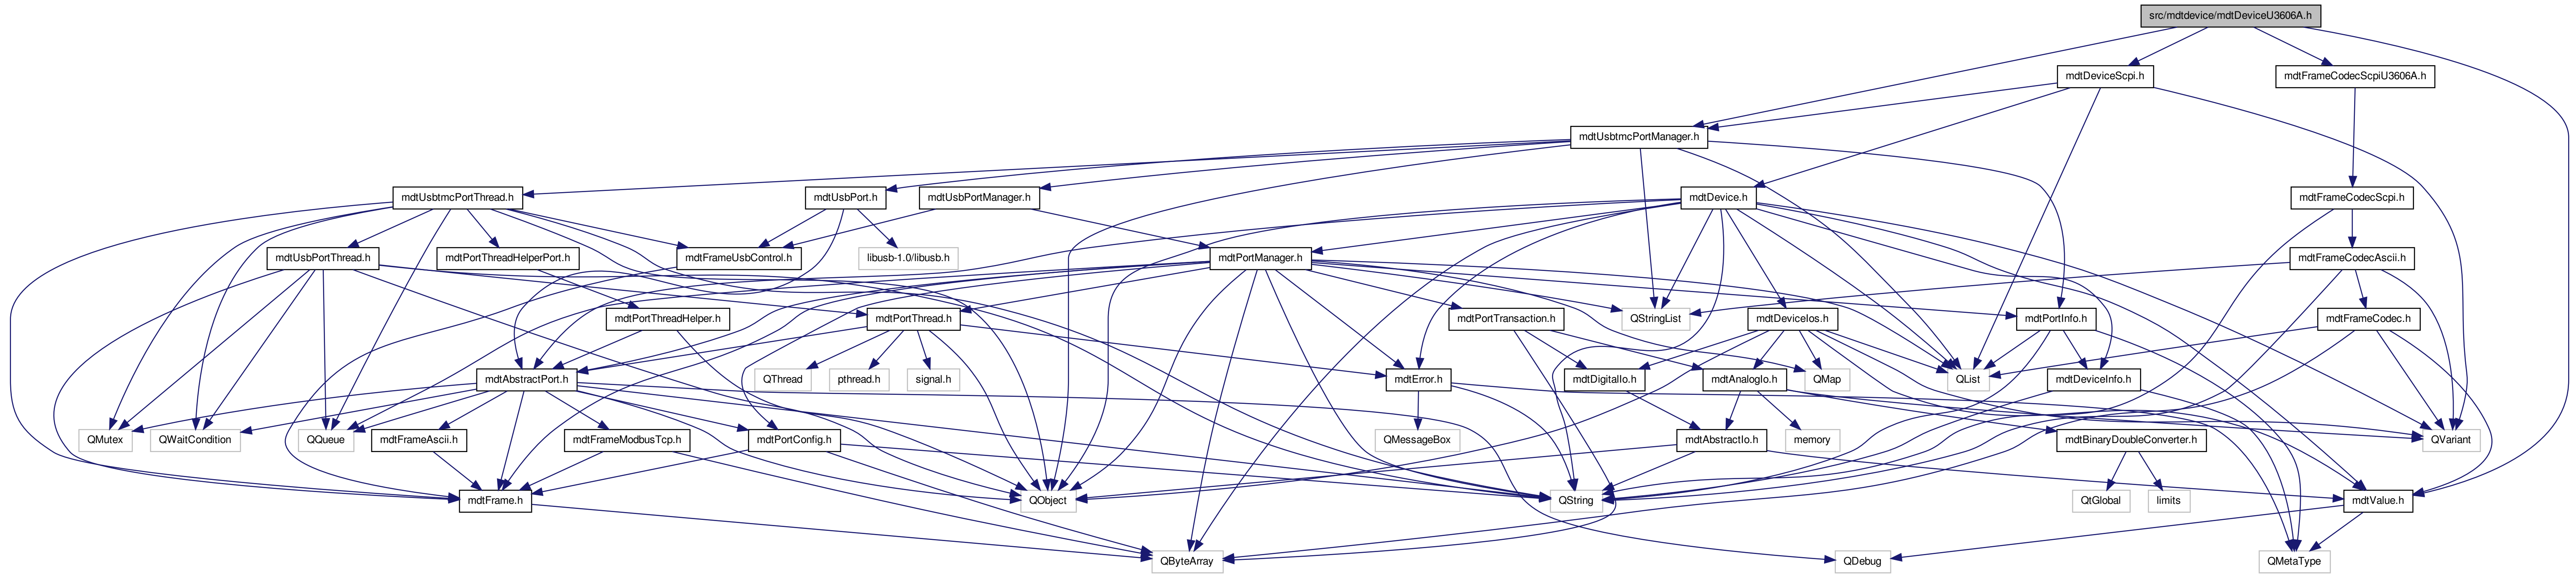 src/mdtdevice/mdtDeviceU3606A.h
mdtDeviceScpi.h
mdtFrameCodecScpiU3606A.h
mdtUsbtmcPortManager.h
mdtUsbtmcPortThread.h
mdtUsbPort.h
mdtUsbPortManager.h
mdtDevice.h
mdtFrameCodecScpi.h
mdtUsbPortThread.h
mdtPortThreadHelperPort.h
mdtFrameUsbControl.h
libusb-1.0/libusb.h
mdtPortManager.h
mdtFrameCodecAscii.h
mdtPortThreadHelper.h
mdtPortThread.h
mdtPortTransaction.h
QStringList
mdtDeviceIos.h
mdtPortInfo.h
mdtFrameCodec.h
mdtAbstractPort.h
QThread
pthread.h
signal.h
mdtError.h
mdtDigitalIo.h
mdtAnalogIo.h
QMap
QList
mdtDeviceInfo.h
QMutex
QWaitCondition
QQueue
mdtFrameAscii.h
mdtFrameModbusTcp.h
mdtPortConfig.h
QMessageBox
mdtAbstractIo.h
memory
mdtBinaryDoubleConverter.h
QVariant
mdtFrame.h
QObject
QString
QtGlobal
limits
mdtValue.h
QByteArray
QDebug
QMetaType